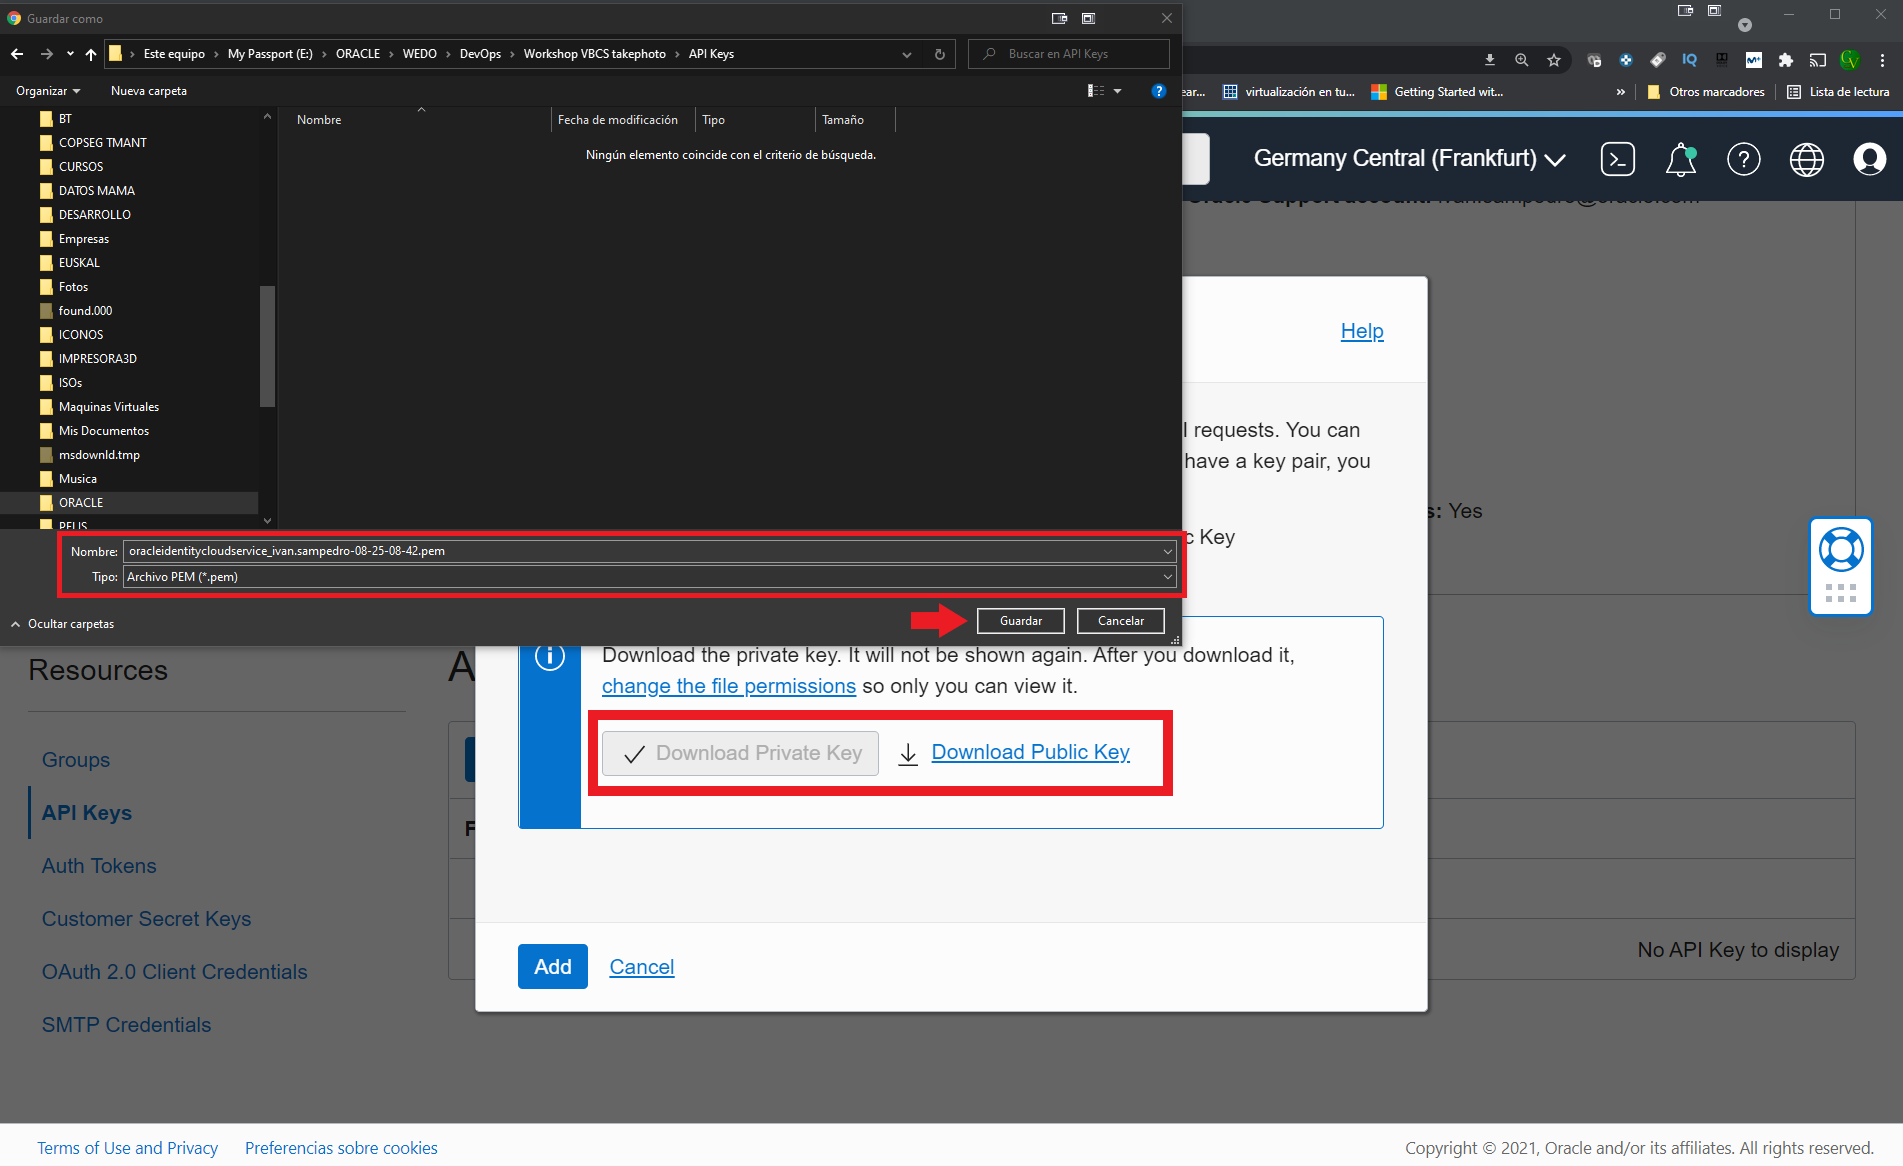 Guardar como
Este equipo › My Passport (E:) › ORACLE › WEDO › DevOps › Workshop VBCS takephoto › API Keys
Buscar en API Keys
Organizar
Nueva carpeta
BT
COPSEG TMANT
CURSOS
DATOS MAMA
DESARROLLO
Empresas
EUSKAL
Fotos
found.000
ICONOS
IMPRESORA3D
ISOs
Maquinas Virtuales
Mis Documentos
msdownld.tmp
Musica
ORACLE
PELIS
Nombre
Fecha de modificación
Tipo
Tamaño
Ningún elemento coincide con el criterio de búsqueda.
Nombre: oracleidentitycloudservice_ivan.sampedro-08-25-08-42.pem
Tipo: Archivo PEM (*.pem)
Ocultar carpetas
Guardar
Cancelar
IQ
CV
ear...
virtualización en tu...
Getting Started wit...
»
Otros marcadores
Lista de lectura
Germany Central (Frankfurt)
Oracle Support account: ivan.sampedro@oracle.com
Help
l requests. You can
have a key pair, you
c Key
s: Yes
Download the private key. It will not be shown again. After you download it,
change the file permissions so only you can view it.
Download Private Key
Download Public Key
Add
Cancel
Resources
Groups
API Keys
Auth Tokens
Customer Secret Keys
OAuth 2.0 Client Credentials
SMTP Credentials
A
F
No API Key to display
Terms of Use and Privacy
Preferencias sobre cookies
Copyright © 2021, Oracle and/or its affiliates. All rights reserved.